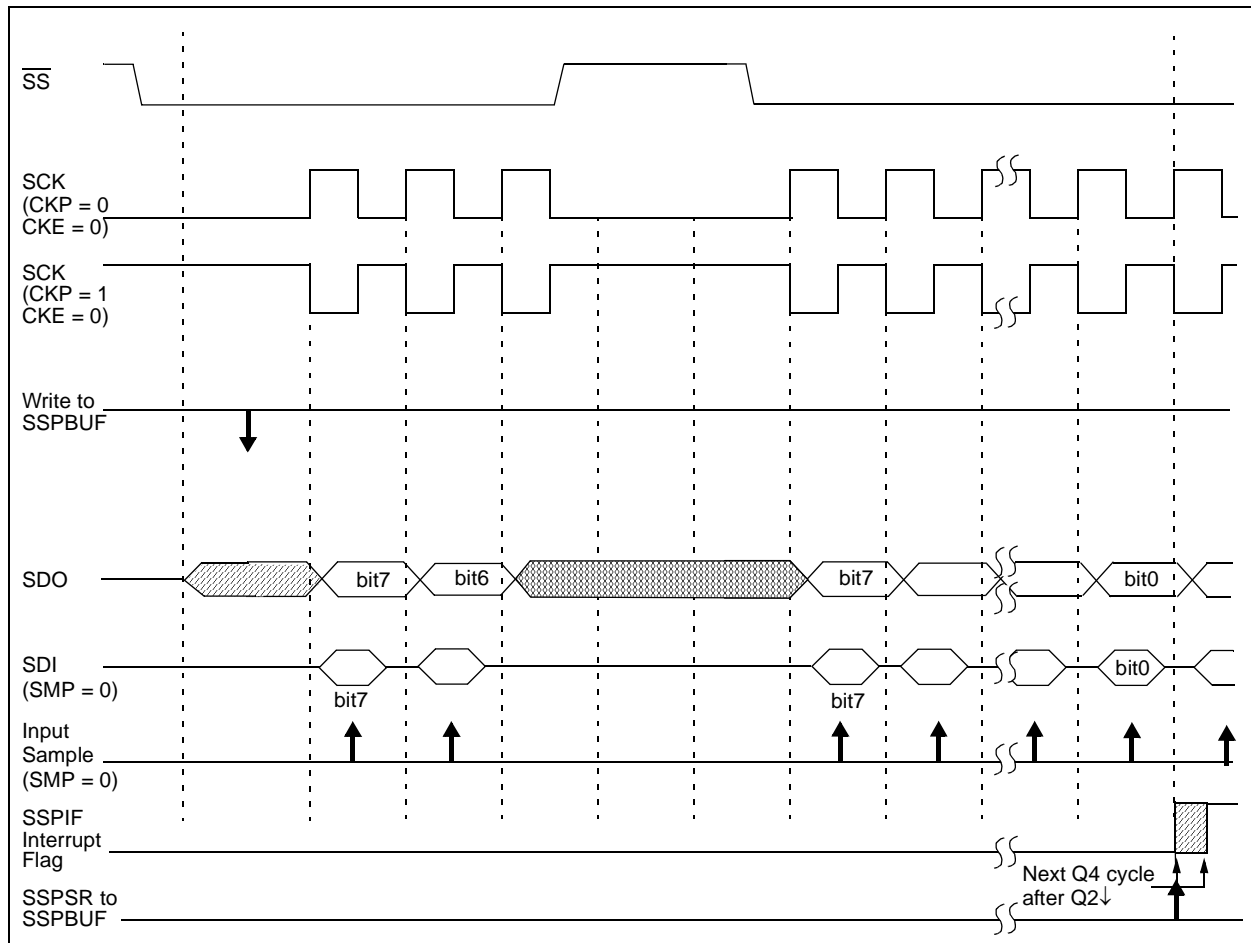 SS
SCK
(CKP = 0
CKE = 0)
SCK
(CKP = 1
CKE = 0)
Write to
SSPBUF
SDO
bit7
bit6
bit7
bit0
SDI
(SMP = 0)
bit7
bit7
bit0
Input
Sample
(SMP = 0)
SSPIF
Interrupt
Flag
Next Q4 cycle
after Q2↓
SSPSR to
SSPBUF